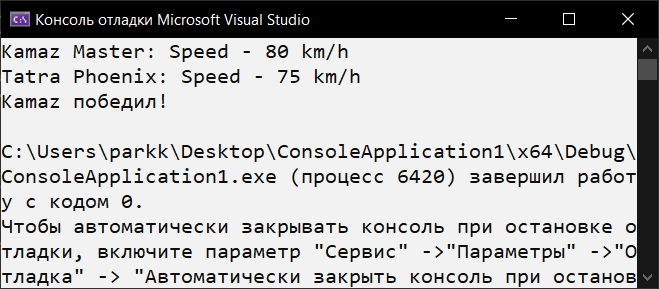 Консоль отладки Microsoft Visual Studio
Kamaz Master: Speed - 80 km/h
Tatra Phoenix: Speed - 75 km/h
Kamaz победил!
C:\Users\parkk\Desktop\ConsoleApplication1\x64\Debug\
ConsoleApplication1.exe (процесс 6420) завершил работ
у с кодом 0.
Чтобы автоматически закрывать консоль при остановке о
тладки, включите параметр "Сервис" ->"Параметры" ->"О
тладка" -> "Автоматически закрыть консоль при останов